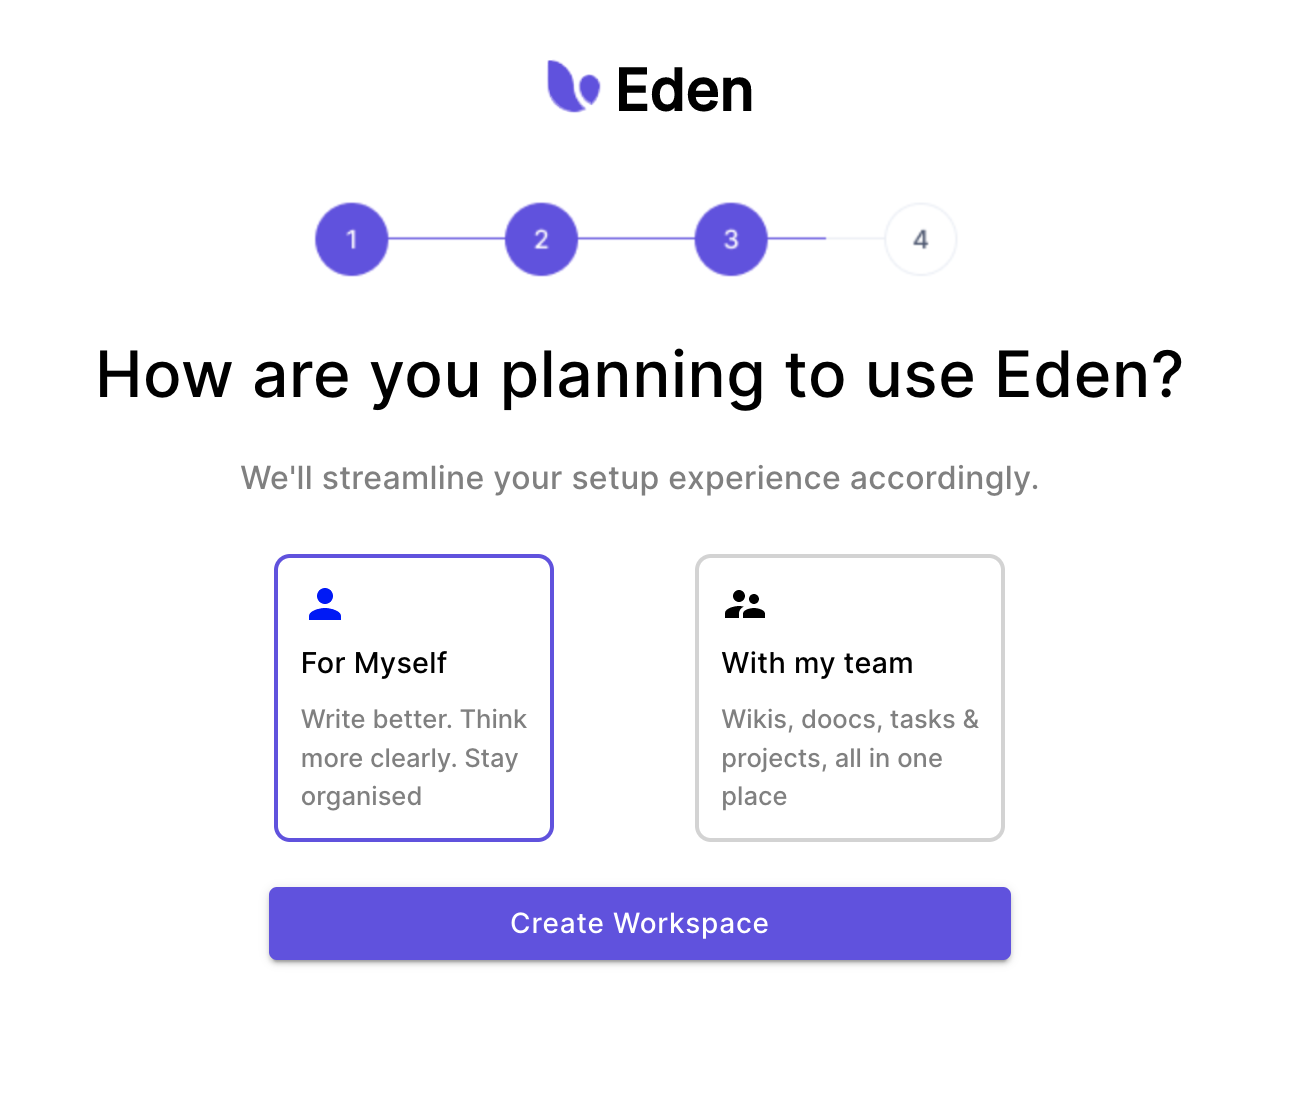 Eden
1 2 3 4
How are you planning to use Eden?
We'll streamline your setup experience accordingly.
For Myself
Write better. Think
more clearly. Stay
organised
With my team
Wikis, doocs, tasks &
projects, all in one
place
Create Workspace